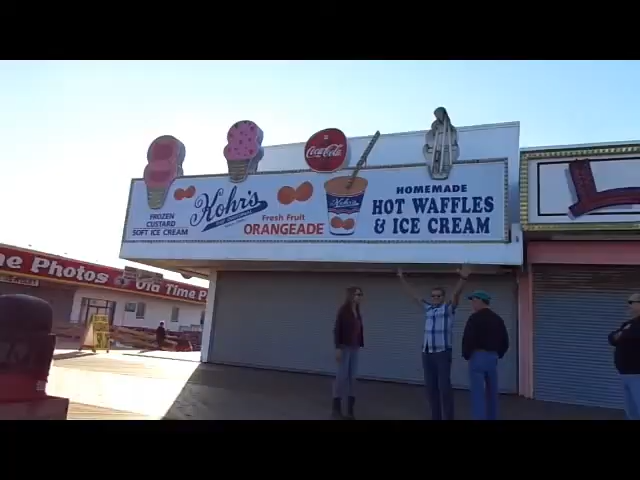 Coca-Cola
HOMEMADE
HOT WAFFLES
& ICE CREAM
Kohr's
Kohr's
FROZEN
CUSTARD
SOFT ICE CREAM
Fresh Fruit
ORANGEADE
me Photos
Old Time P